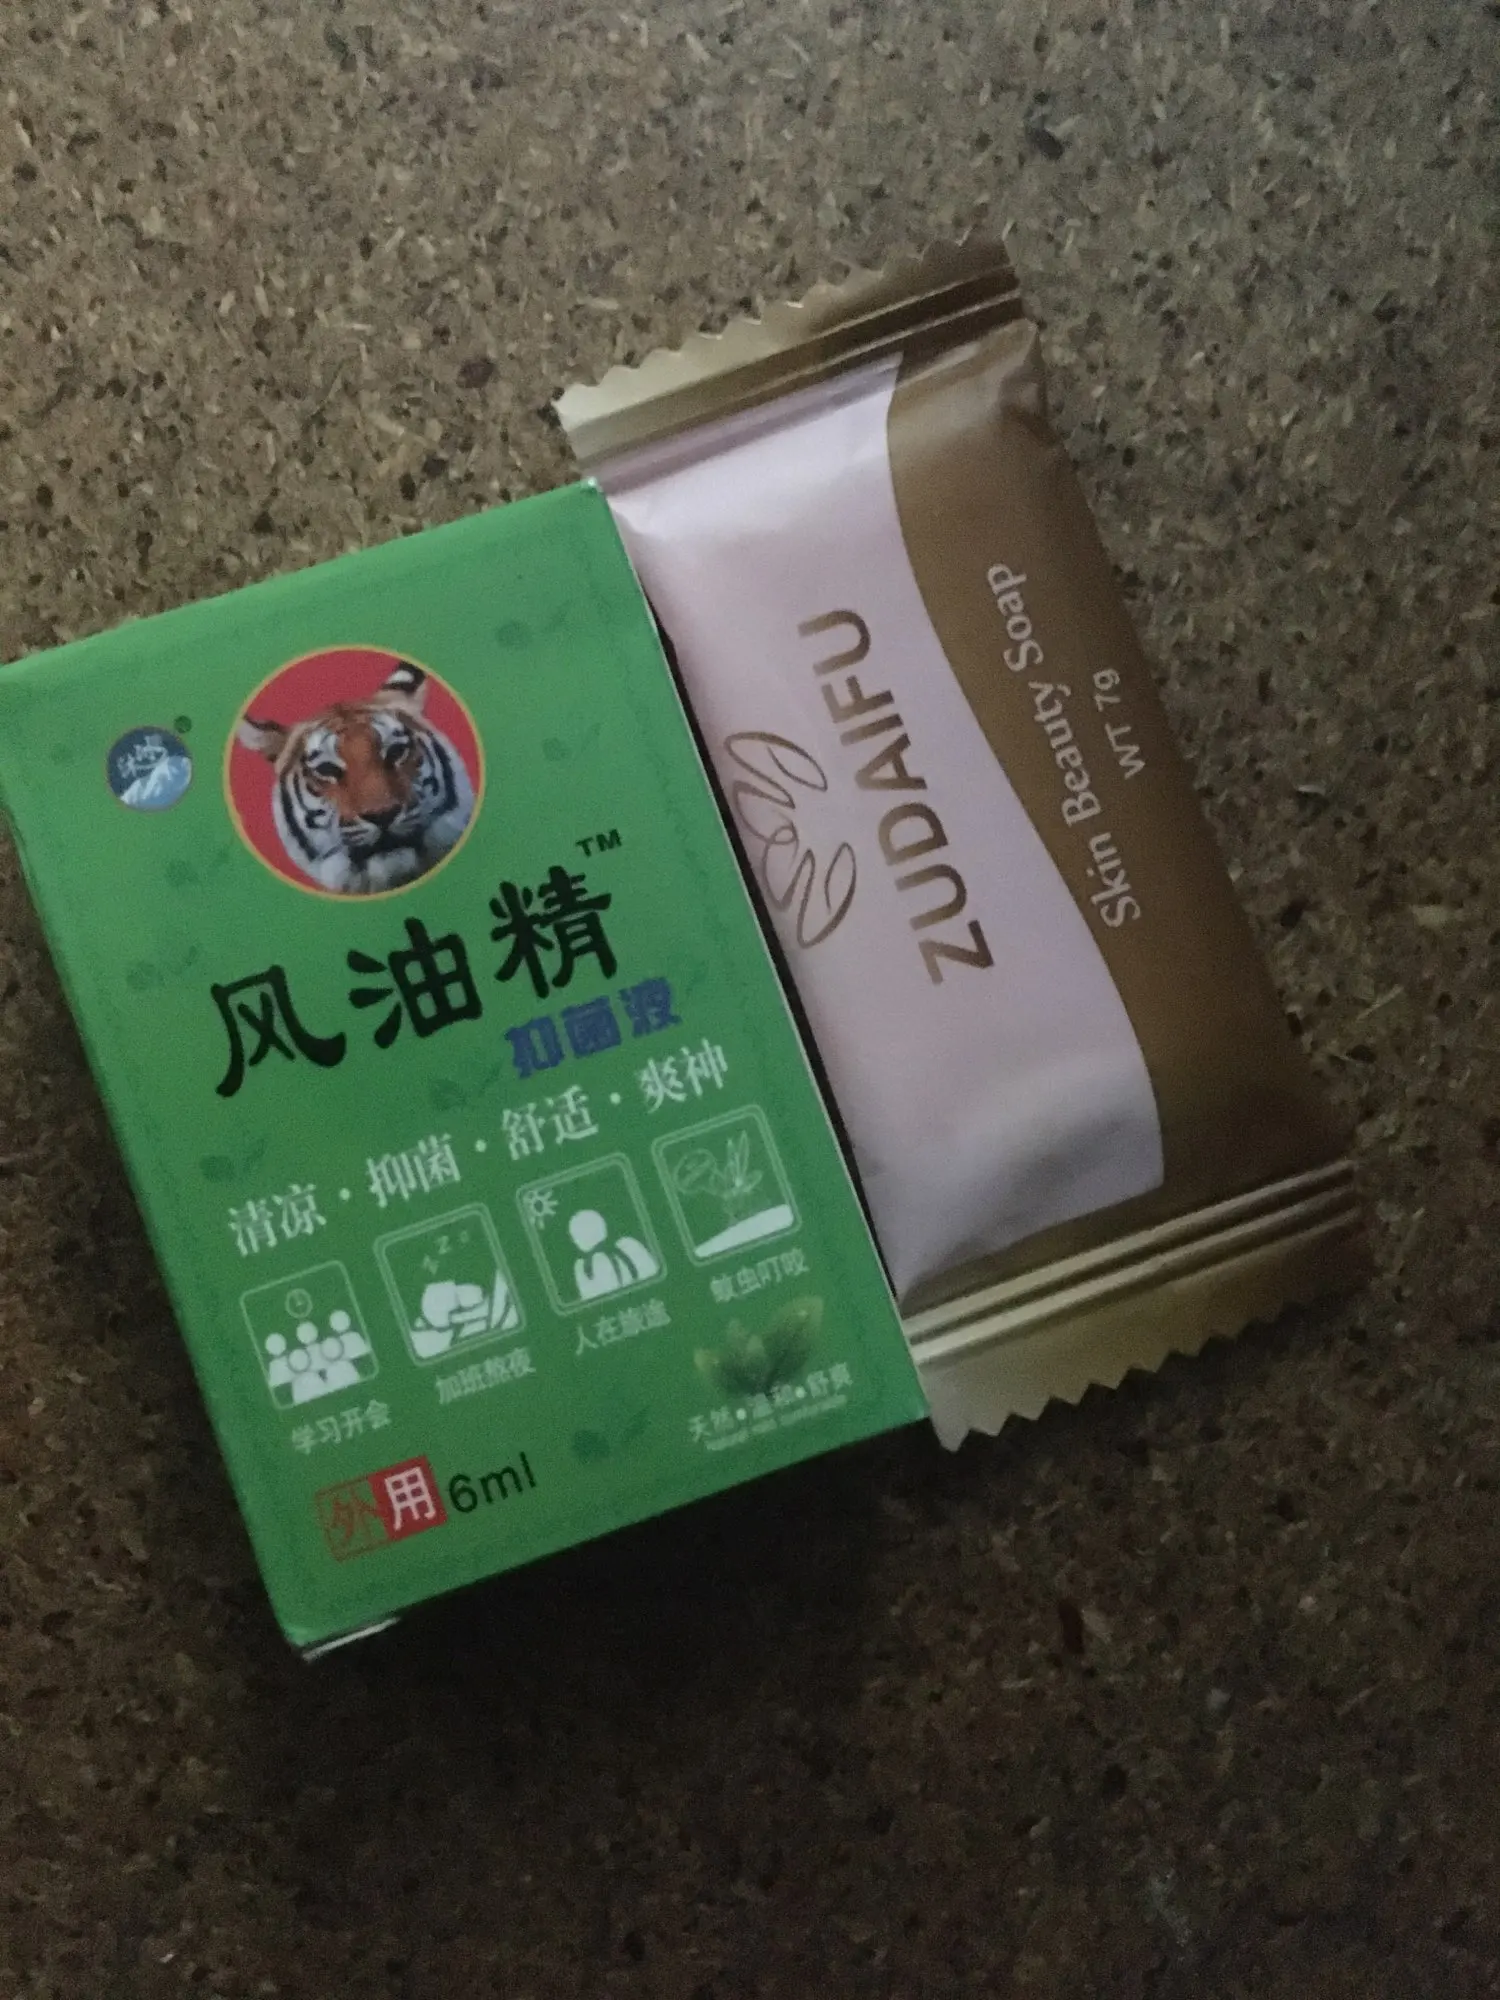 风油精™
抑菌液
清凉·抑菌·舒适·爽神
学习开会
加班熬夜
人在旅途
蚊虫叮咬
天然●温和●舒爽
外用 6ml
ZUDAIFU
Skin Beauty Soap
WT 7g